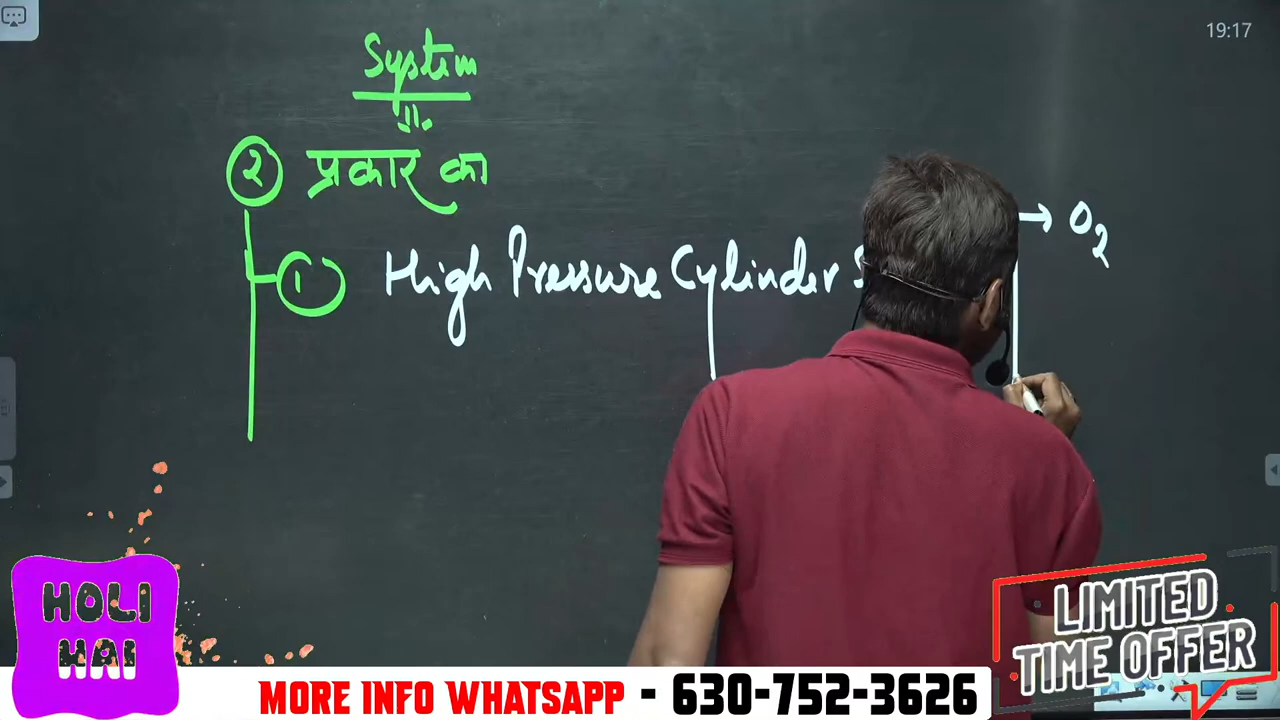 19:17
System
२ प्रकार का
→ O2
1 High Pressure Cylinder
HOLI
HAI
LIMITED
TIME OFFER
MORE INFO WHATSAPP - 630-752-3626